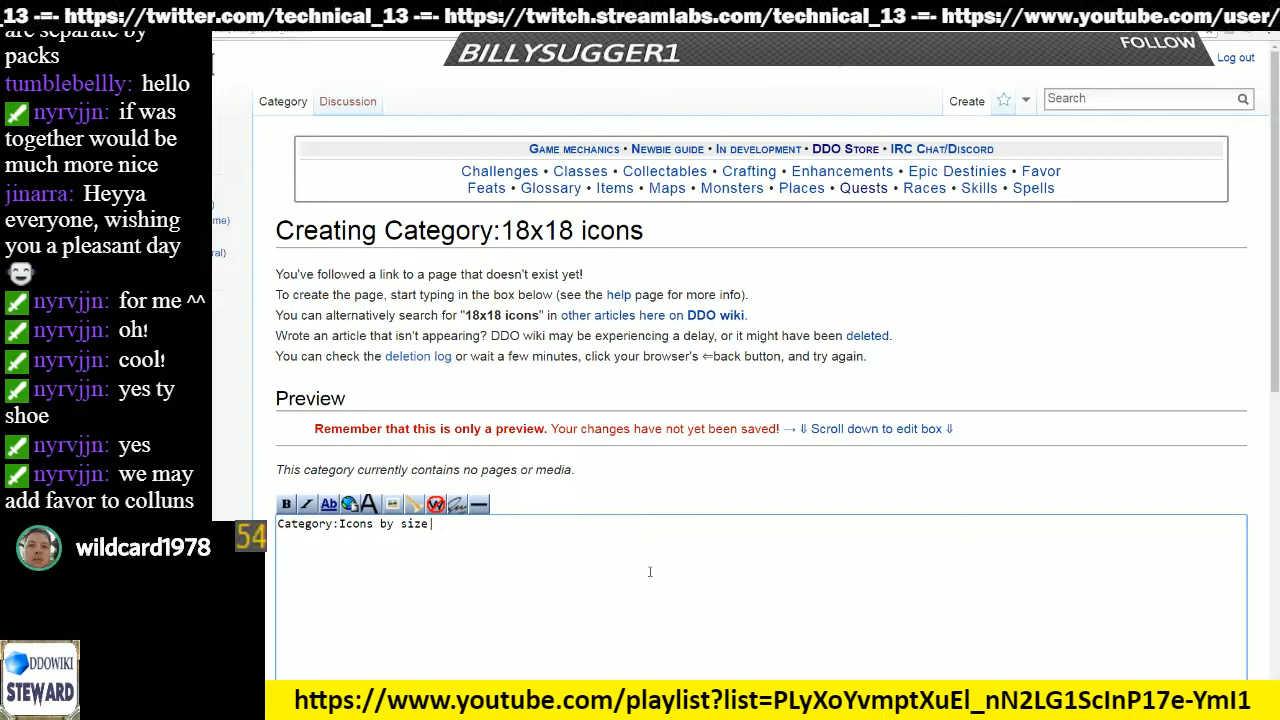 13 -=- https://twitter.com/technical_13 -=- https://twitch.streamlabs.com/technical_13 -=- https://www.youtube.com/user/
are separate by
packs
tumblebellly: hello
nyrvjjn: if was
together would be
much more nice
jinarra: Heyya
everyone, wishing
you a pleasant day
nyrvjjn: for me ^^
nyrvjjn: oh!
nyrvjjn: cool!
nyrvjjn: yes ty
shoe
nyrvjjn: yes
nyrvjjn: we may
add favor to colluns
wildcard1978
54
DDOWIKI
STEWARD
BILLYSUGGER1
FOLLOW
Log out
Category
Discussion
Create
Search
GAME MECHANICS • NEWBIE GUIDE • IN DEVELOPMENT • DDO STORE • IRC CHAT/DISCORD
Challenges • Classes • Collectables • Crafting • Enhancements • Epic Destinies • Favor
Feats • Glossary • Items • Maps • Monsters • Places • Quests • Races • Skills • Spells
Creating Category:18x18 icons
You've followed a link to a page that doesn't exist yet!
To create the page, start typing in the box below (see the help page for more info).
You can alternatively search for "18x18 icons" in other articles here on DDO wiki.
Wrote an article that isn't appearing? DDO wiki may be experiencing a delay, or it might have been deleted.
You can check the deletion log or wait a few minutes, click your browser's ⇐back button, and try again.
Preview
Remember that this is only a preview. Your changes have not yet been saved! → ⇓ Scroll down to edit box ⇓
This category currently contains no pages or media.
B I Ab A W
Category:Icons by size
https://www.youtube.com/playlist?list=PLyXoYvmptXuEl_nN2LG1ScInP17e-YmI1